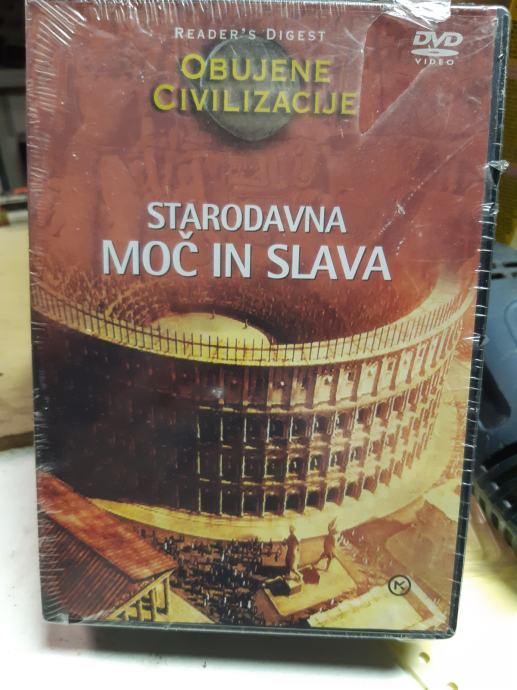 READER'S DIGEST
OBUJENE
CIVILIZACIJE
DVD
VIDEO
STARODAVNA
MOČ IN SLAVA